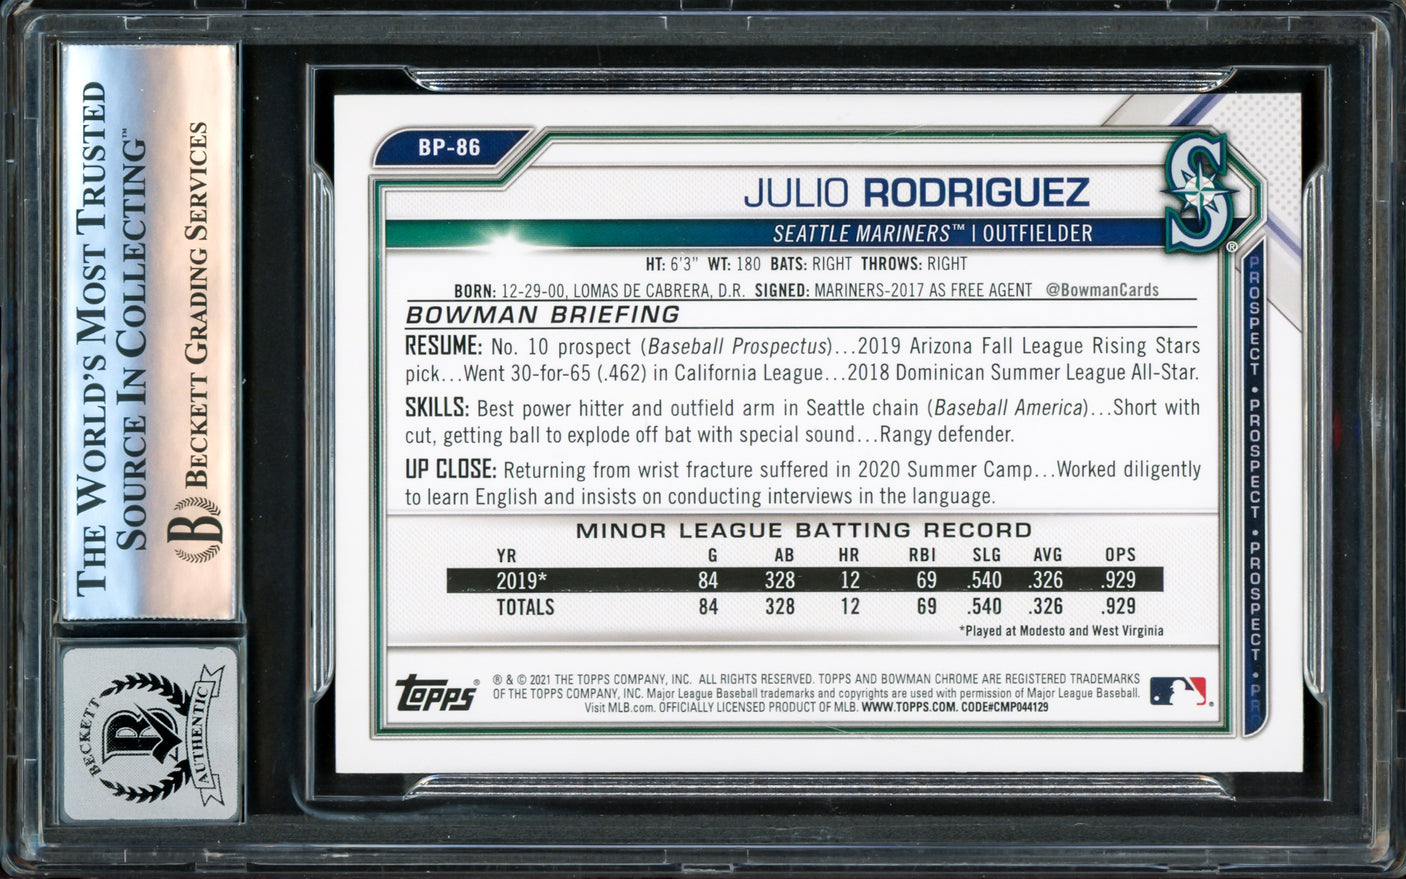 THE WORLD'S MOST TRUSTED
SOURCE IN COLLECTING™
BECKETT GRADING SERVICES
B
BECKETT
B
AUTHENTIC
BP-86
JULIO RODRIGUEZ
S
®
SEATTLE MARINERS™ | OUTFIELDER
HT: 6'3" WT: 180 BATS: RIGHT THROWS: RIGHT
BORN: 12-29-00, LOMAS DE CABRERA, D.R. SIGNED: MARINERS-2017 AS FREE AGENT @BowmanCards
BOWMAN BRIEFING
RESUME: No. 10 prospect (Baseball Prospectus)...2019 Arizona Fall League Rising Stars
pick...Went 30-for-65 (.462) in California League...2018 Dominican Summer League All-Star.
SKILLS: Best power hitter and outfield arm in Seattle chain (Baseball America)...Short with
cut, getting ball to explode off bat with special sound...Rangy defender.
UP CLOSE: Returning from wrist fracture suffered in 2020 Summer Camp...Worked diligently
to learn English and insists on conducting interviews in the language.
MINOR LEAGUE BATTING RECORD
YR G AB HR RBI SLG AVG OPS
2019* 84 328 12 69 .540 .326 .929
TOTALS 84 328 12 69 .540 .326 .929
*Played at Modesto and West Virginia
topps
® & © 2021 THE TOPPS COMPANY, INC. ALL RIGHTS RESERVED. TOPPS AND BOWMAN CHROME ARE REGISTERED TRADEMARKS
OF THE TOPPS COMPANY, INC. Major League Baseball trademarks and copyrights are used with permission of Major League Baseball.
Visit MLB.com. OFFICIALLY LICENSED PRODUCT OF MLB. WWW.TOPPS.COM. CODE#CMP044129
PROSPECT • PROSPECT • PROSPECT • PR